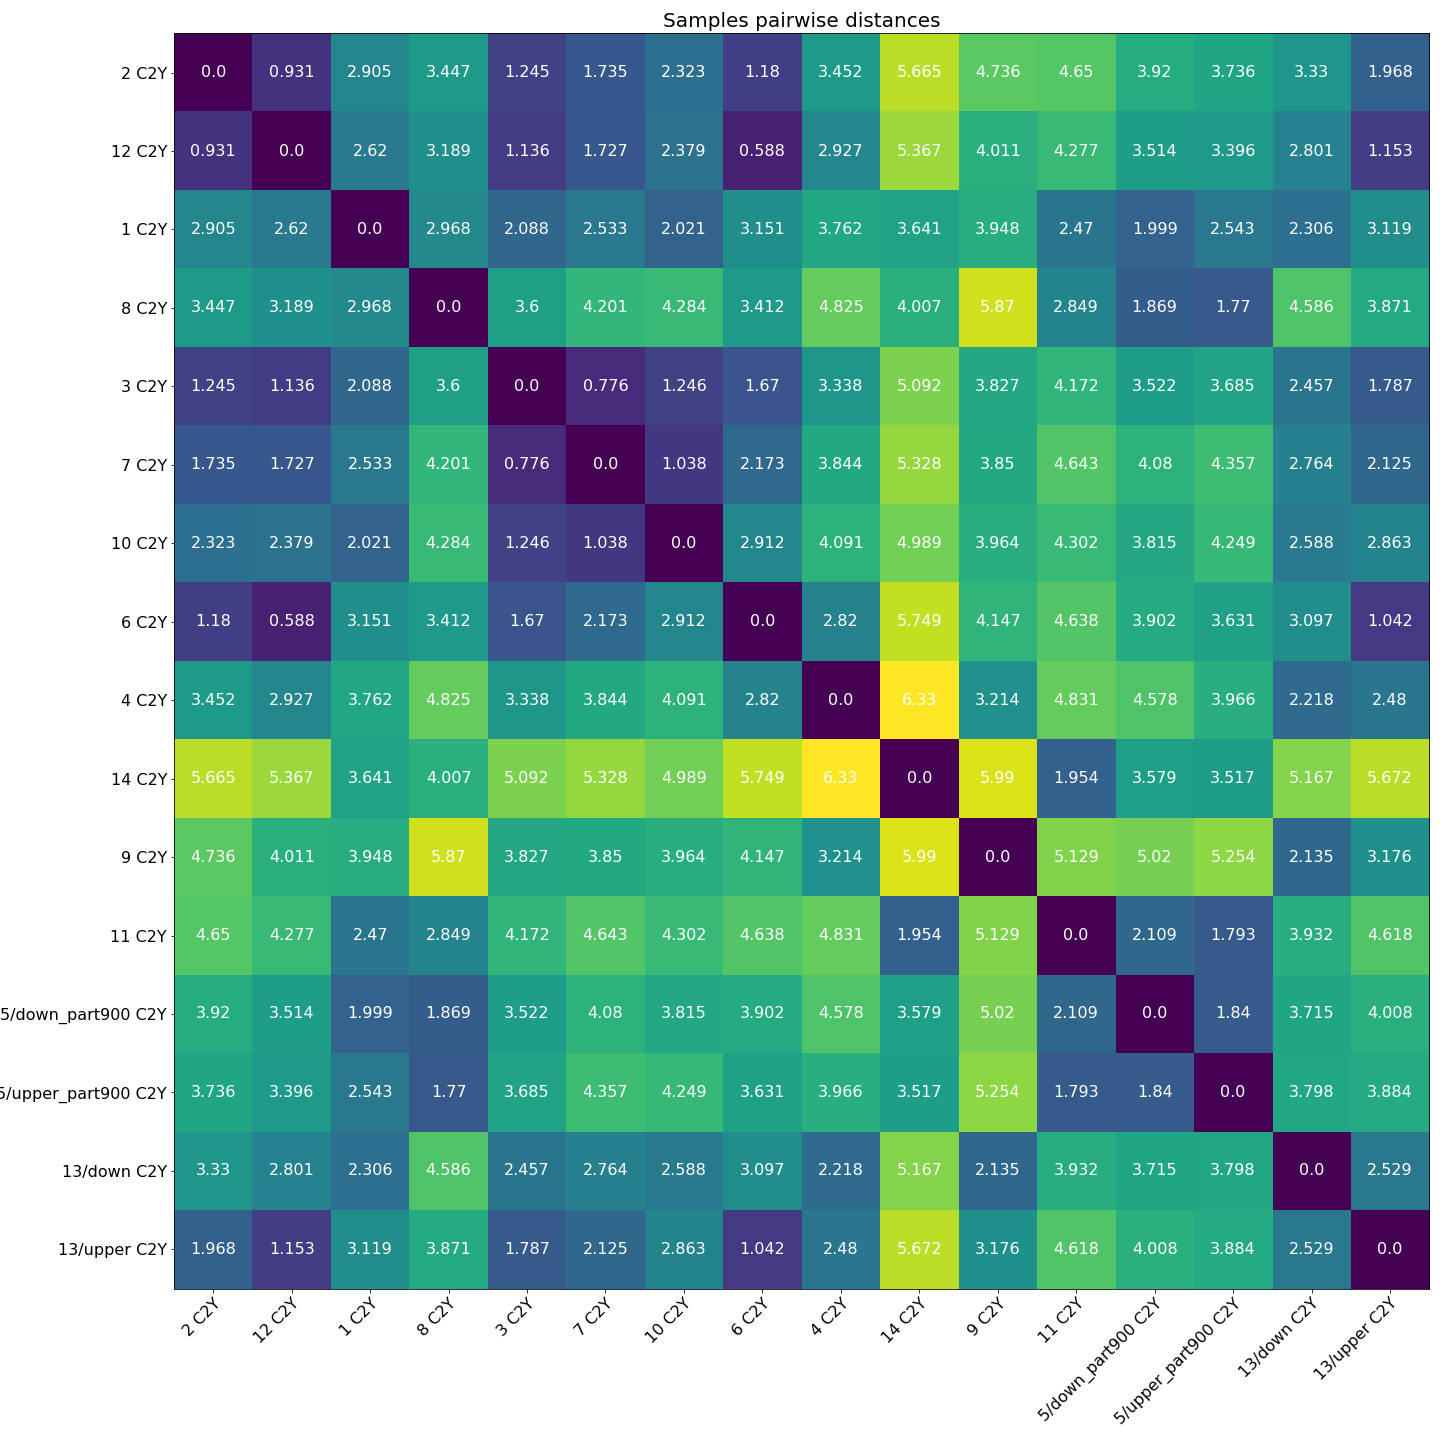 Samples pairwise distances
2 C2Y 0.0 0.931 2.905 3.447 1.245 1.735 2.323 1.18 3.452 5.665 4.736 4.65 3.92 3.736 3.33 1.968
12 C2Y 0.931 0.0 2.62 3.189 1.136 1.727 2.379 0.588 2.927 5.367 4.011 4.277 3.514 3.396 2.801 1.153
1 C2Y 2.905 2.62 0.0 2.968 2.088 2.533 2.021 3.151 3.762 3.641 3.948 2.47 1.999 2.543 2.306 3.119
8 C2Y 3.447 3.189 2.968 0.0 3.6 4.201 4.284 3.412 4.825 4.007 5.87 2.849 1.869 1.77 4.586 3.871
3 C2Y 1.245 1.136 2.088 3.6 0.0 0.776 1.246 1.67 3.338 5.092 3.827 4.172 3.522 3.685 2.457 1.787
7 C2Y 1.735 1.727 2.533 4.201 0.776 0.0 1.038 2.173 3.844 5.328 3.85 4.643 4.08 4.357 2.764 2.125
10 C2Y 2.323 2.379 2.021 4.284 1.246 1.038 0.0 2.912 4.091 4.989 3.964 4.302 3.815 4.249 2.588 2.863
6 C2Y 1.18 0.588 3.151 3.412 1.67 2.173 2.912 0.0 2.82 5.749 4.147 4.638 3.902 3.631 3.097 1.042
4 C2Y 3.452 2.927 3.762 4.825 3.338 3.844 4.091 2.82 0.0 6.33 3.214 4.831 4.578 3.966 2.218 2.48
14 C2Y 5.665 5.367 3.641 4.007 5.092 5.328 4.989 5.749 6.33 0.0 5.99 1.954 3.579 3.517 5.167 5.672
9 C2Y 4.736 4.011 3.948 5.87 3.827 3.85 3.964 4.147 3.214 5.99 0.0 5.129 5.02 5.254 2.135 3.176
11 C2Y 4.65 4.277 2.47 2.849 4.172 4.643 4.302 4.638 4.831 1.954 5.129 0.0 2.109 1.793 3.932 4.618
5/down_part900 C2Y 3.92 3.514 1.999 1.869 3.522 4.08 3.815 3.902 4.578 3.579 5.02 2.109 0.0 1.84 3.715 4.008
5/upper_part900 C2Y 3.736 3.396 2.543 1.77 3.685 4.357 4.249 3.631 3.966 3.517 5.254 1.793 1.84 0.0 3.798 3.884
13/down C2Y 3.33 2.801 2.306 4.586 2.457 2.764 2.588 3.097 2.218 5.167 2.135 3.932 3.715 3.798 0.0 2.529
13/upper C2Y 1.968 1.153 3.119 3.871 1.787 2.125 2.863 1.042 2.48 5.672 3.176 4.618 4.008 3.884 2.529 0.0
2 C2Y 12 C2Y 1 C2Y 8 C2Y 3 C2Y 7 C2Y 10 C2Y 6 C2Y 4 C2Y 14 C2Y 9 C2Y 11 C2Y 5/down_part900 C2Y 5/upper_part900 C2Y 13/down C2Y 13/upper C2Y